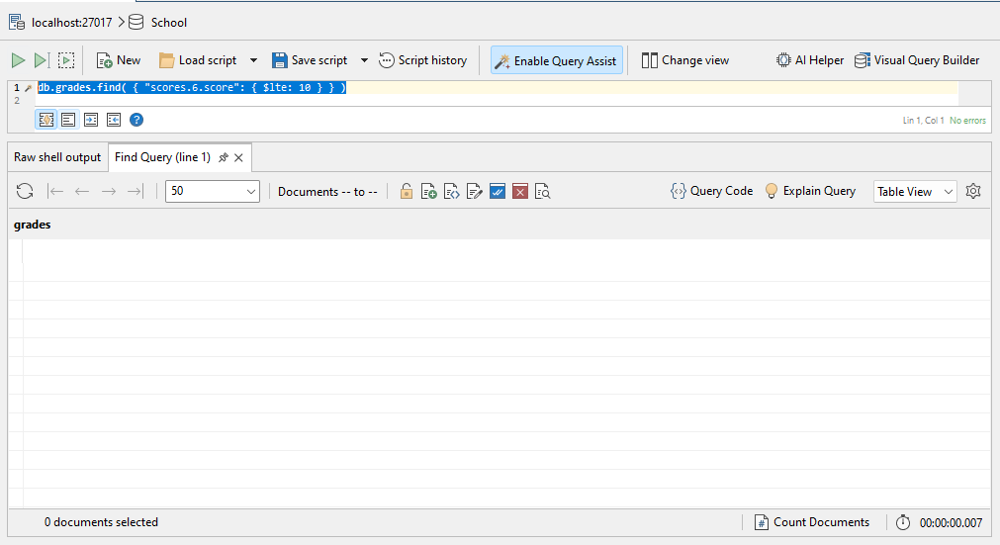 localhost:27017 School
New Load script Save script Script history Enable Query Assist Change view AI Helper Visual Query Builder
1 db.grades.find( { "scores.6.score": { $lte: 10 } } )
2
Lin 1, Col 1 No errors
Raw shell output Find Query (line 1)
50 Documents -- to -- Query Code Explain Query Table View
grades
0 documents selected Count Documents 00:00:00.007